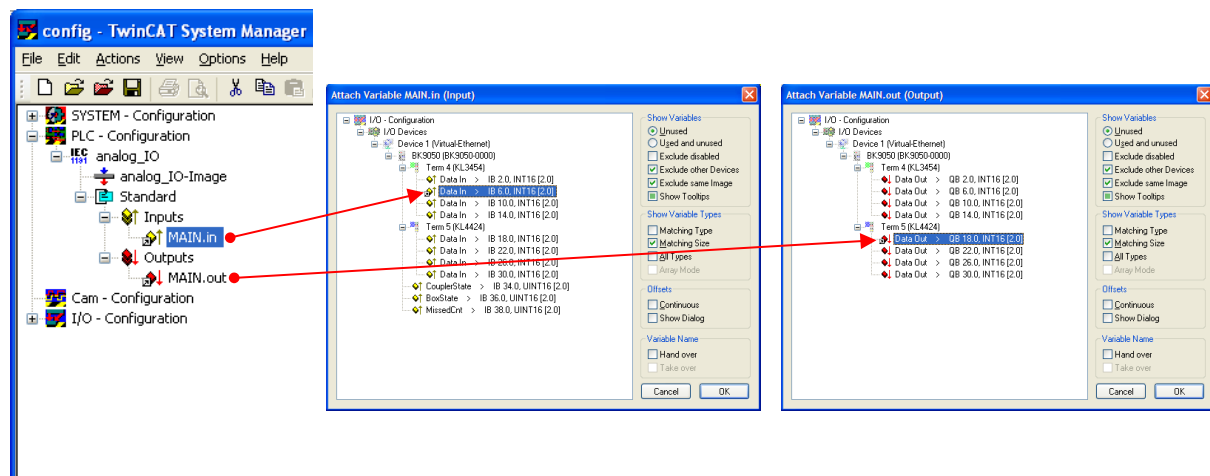 config - TwinCAT System Manager
File Edit Actions View Options Help
SYSTEM - Configuration
PLC - Configuration
IEC 1131 analog_IO
analog_IO-Image
Standard
Inputs
MAIN.in
Outputs
MAIN.out
Cam - Configuration
I/O - Configuration
Attach Variable MAIN.in (Input)
I/O - Configuration
I/O Devices
Device 1 (Virtual-Ethernet)
BK9050 (BK9050-0000)
Term 4 (KL3454)
Data In > IB 2.0, INT16 [2.0]
Data In > IB 6.0, INT16 [2.0]
Data In > IB 10.0, INT16 [2.0]
Data In > IB 14.0, INT16 [2.0]
Term 5 (KL4424)
Data In > IB 18.0, INT16 [2.0]
Data In > IB 22.0, INT16 [2.0]
Data In > IB 26.0, INT16 [2.0]
Data In > IB 30.0, INT16 [2.0]
CouplerState > IB 34.0, UINT16 [2.0]
BoxState > IB 36.0, UINT16 [2.0]
MissedCnt > IB 38.0, UINT16 [2.0]
Show Variables
Unused
Used and unused
Exclude disabled
Exclude other Devices
Exclude same Image
Show Tooltips
Show Variable Types
Matching Type
Matching Size
All Types
Array Mode
Offsets
Continuous
Show Dialog
Variable Name
Hand over
Take over
Cancel OK
Attach Variable MAIN.out (Output)
I/O - Configuration
I/O Devices
Device 1 (Virtual-Ethernet)
BK9050 (BK9050-0000)
Term 4 (KL3454)
Data Out > QB 2.0, INT16 [2.0]
Data Out > QB 6.0, INT16 [2.0]
Data Out > QB 10.0, INT16 [2.0]
Data Out > QB 14.0, INT16 [2.0]
Term 5 (KL4424)
Data Out > QB 18.0, INT16 [2.0]
Data Out > QB 22.0, INT16 [2.0]
Data Out > QB 26.0, INT16 [2.0]
Data Out > QB 30.0, INT16 [2.0]
Show Variables
Unused
Used and unused
Exclude disabled
Exclude other Devices
Exclude same Image
Show Tooltips
Show Variable Types
Matching Type
Matching Size
All Types
Array Mode
Offsets
Continuous
Show Dialog
Variable Name
Hand over
Take over
Cancel OK